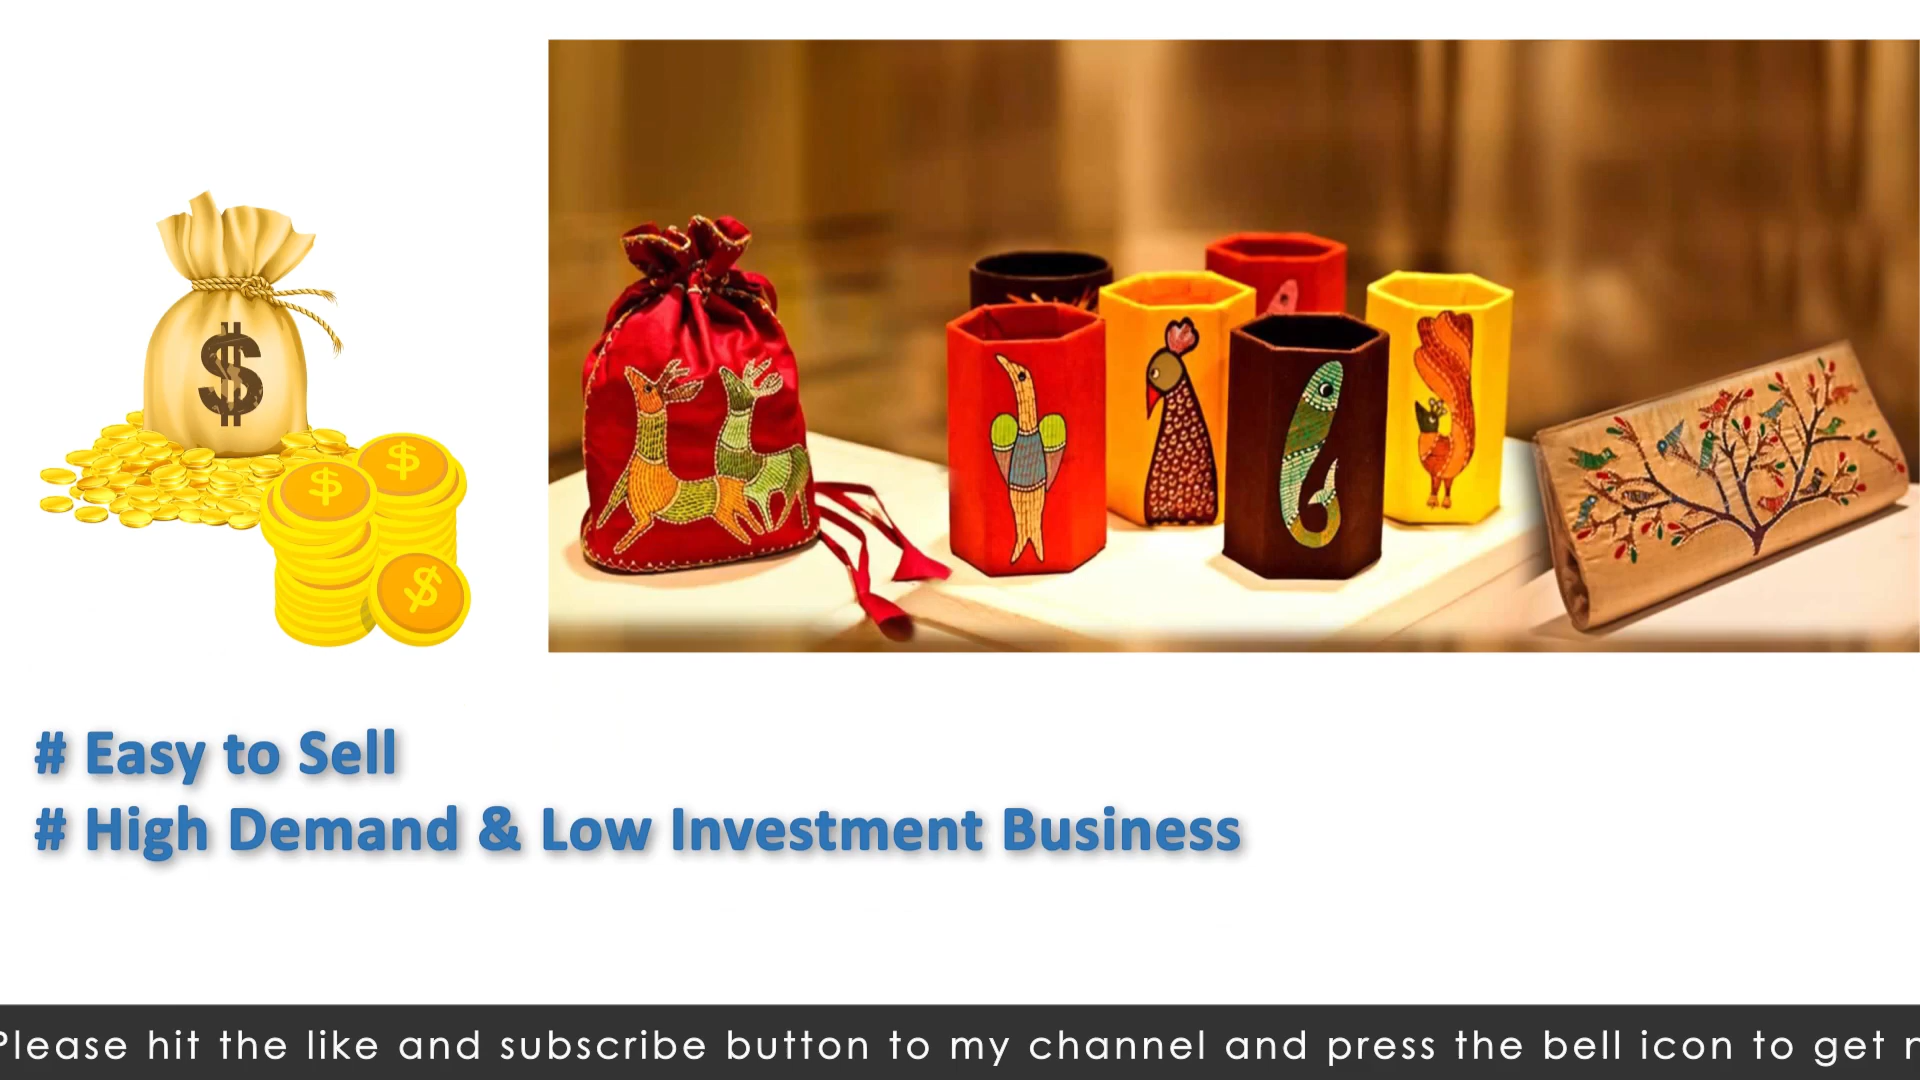 $
$
$
$
# Easy to Sell
# High Demand & Low Investment Business
Please hit the like and subscribe button to my channel and press the bell icon to get